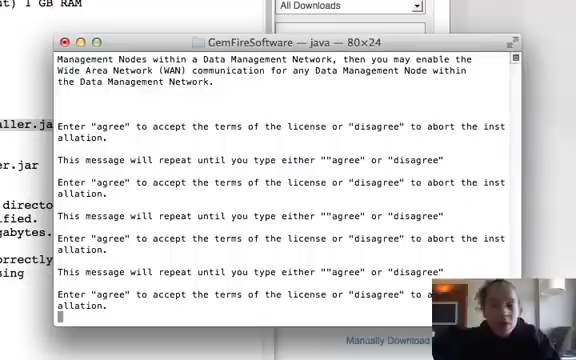 nt) 1 GB RAM
All Downloads
GemFireSoftware — java — 80×24
Management Nodes within a Data Management Network, then you may enable the
Wide Area Network (WAN) communication for any Data Management Node within
the Data Management Network.
Enter "agree" to accept the terms of the license or "disagree" to abort the inst
allation.
This message will repeat until you type either ""agree" or "disagree"
Enter "agree" to accept the terms of the license or "disagree" to abort the inst
allation.
This message will repeat until you type either ""agree" or "disagree"
Enter "agree" to accept the terms of the license or "disagree" to abort the inst
allation.
This message will repeat until you type either ""agree" or "disagree"
Enter "agree" to accept the terms of the license or "disagree" to a
allation.
aller.ja
er.jar
directo
ified.
gabytes.
orrectly
sing
Manually Download